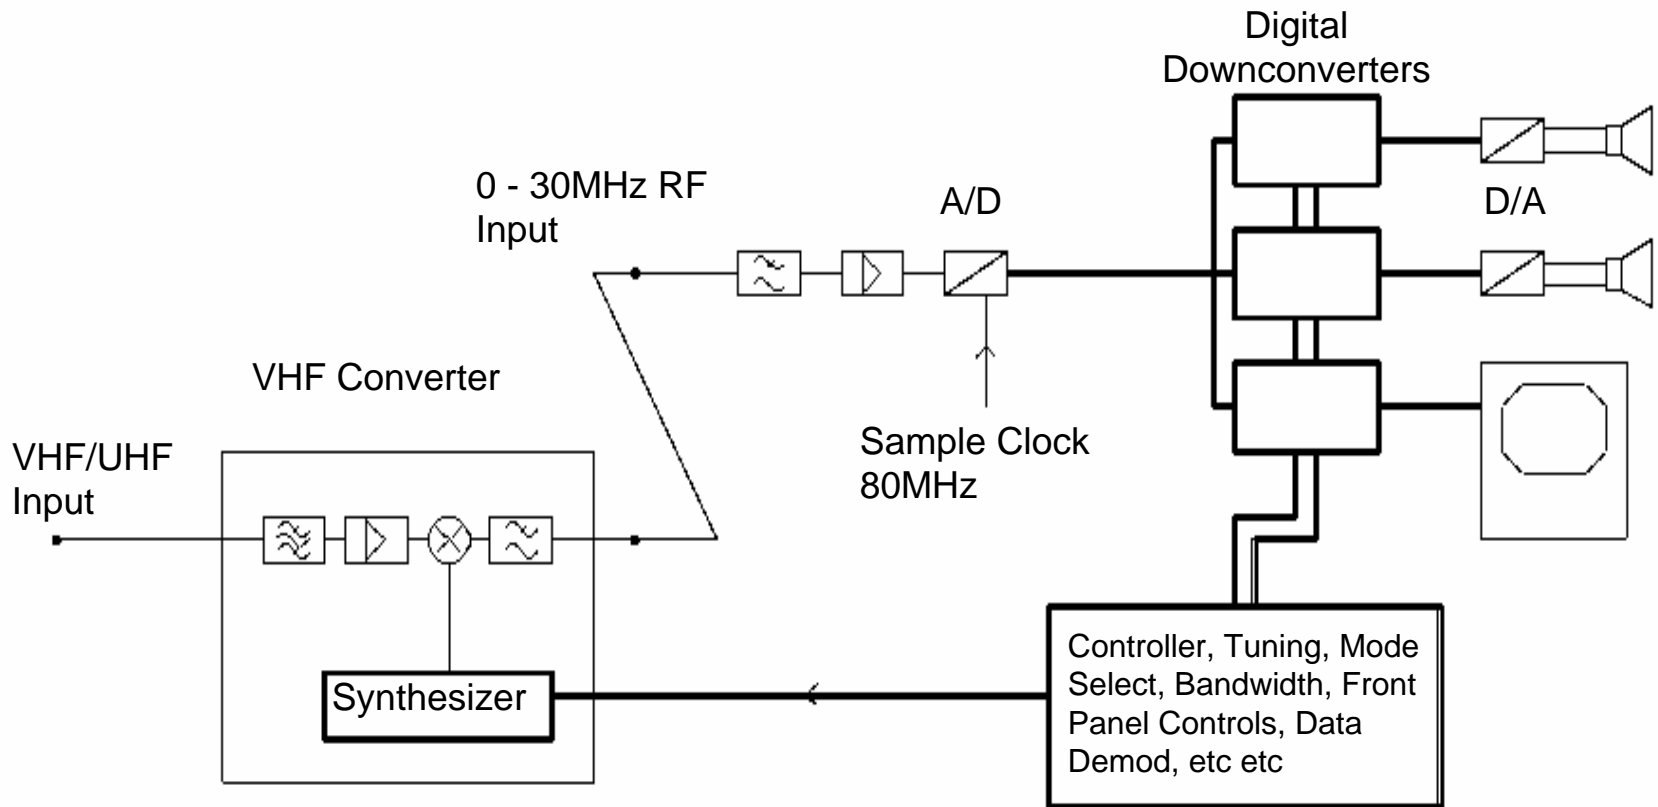 Digital
Downconverters
0 - 30MHz RF
Input
A/D
D/A
VHF Converter
Sample Clock
80MHz
VHF/UHF
Input
Synthesizer
Controller, Tuning, Mode
Select, Bandwidth, Front
Panel Controls, Data
Demod, etc etc